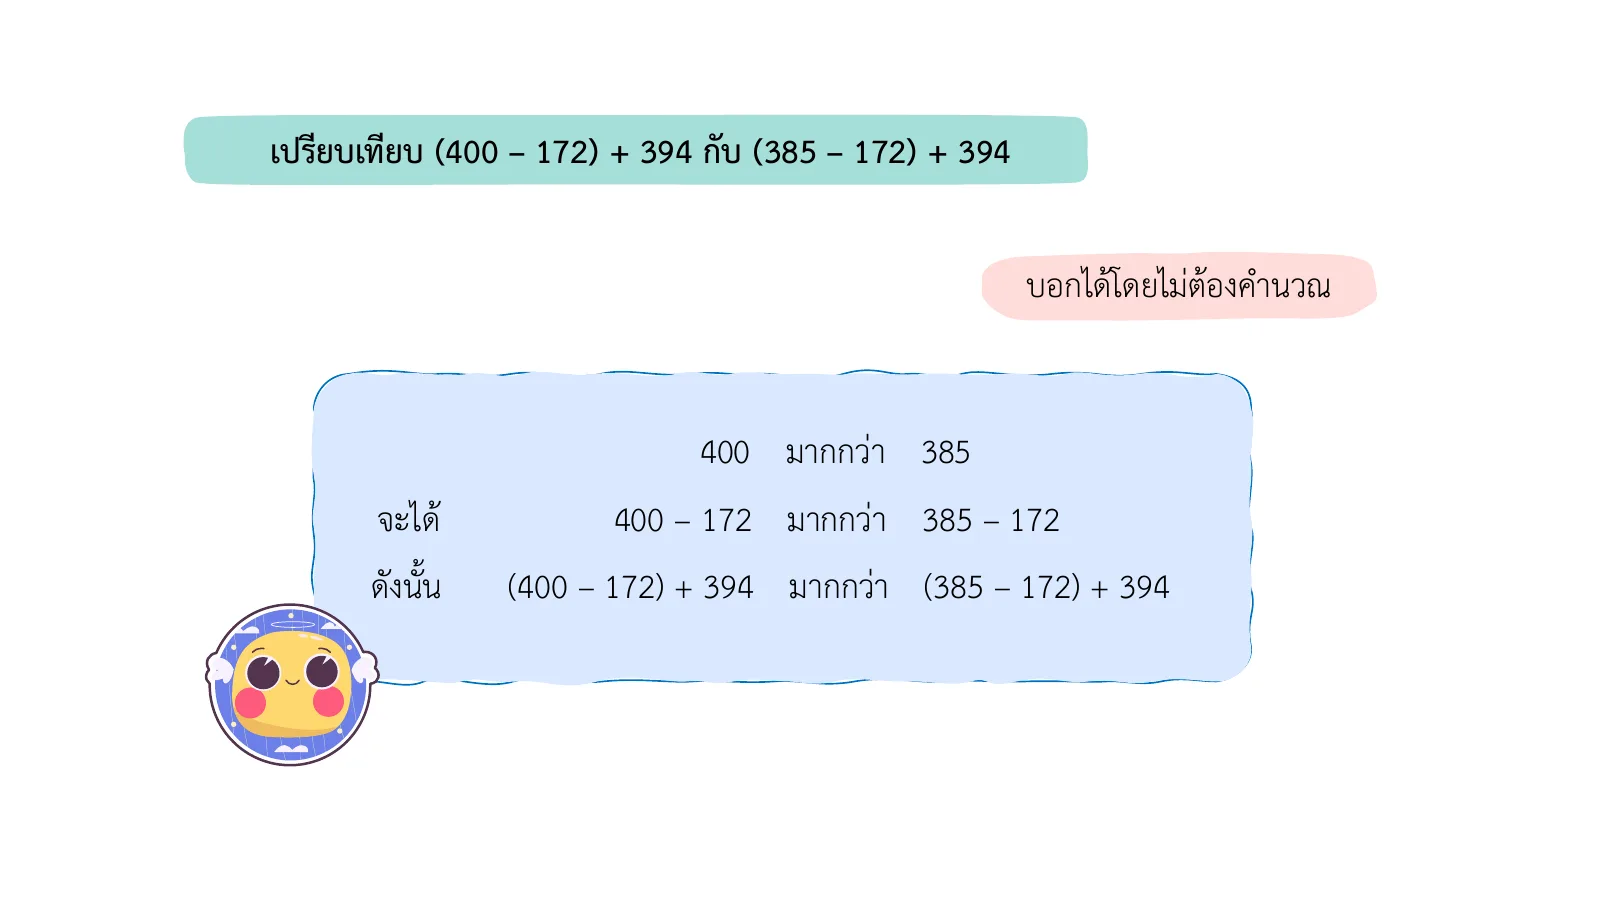 เปรียบเทียบ (400 – 172) + 394 กับ (385 – 172) + 394
บอกได้โดยไม่ต้องคำนวณ
400 มากกว่า 385
จะได้ 400 – 172 มากกว่า 385 – 172
ดังนั้น (400 – 172) + 394 มากกว่า (385 – 172) + 394